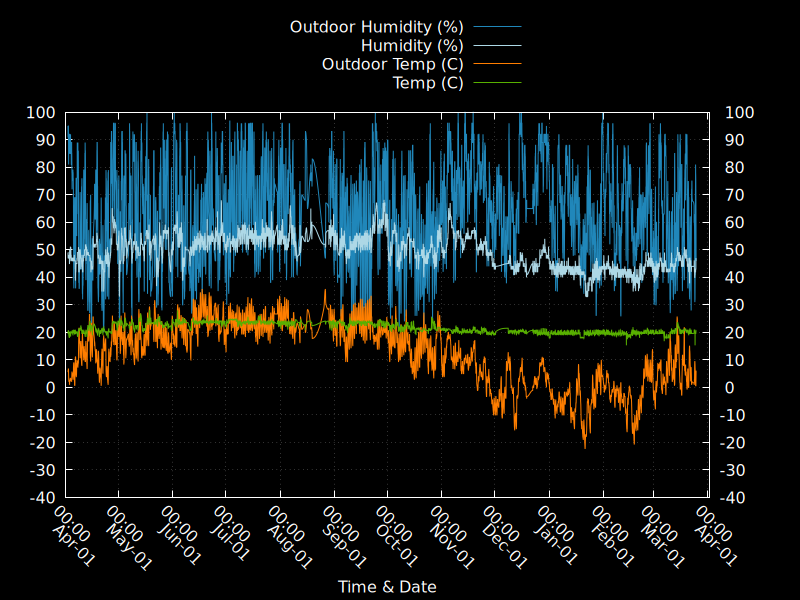 Outdoor Humidity (%)
Humidity (%)
Outdoor Temp (C)
Temp (C)
100 100
90 90
80 80
70 70
60 60
50 50
40 40
30 30
20 20
10 10
0 0
-10 -10
-20 -20
-30 -30
-40 -40
00:00 Apr-01
00:00 May-01
00:00 Jun-01
00:00 Jul-01
00:00 Aug-01
00:00 Sep-01
00:00 Oct-01
00:00 Nov-01
00:00 Dec-01
00:00 Jan-01
00:00 Feb-01
00:00 Mar-01
00:00 Apr-01
Time & Date